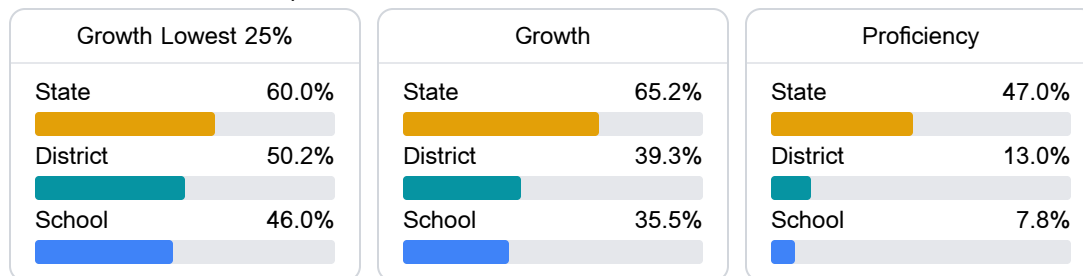 Growth Lowest 25%
State 60.0%
District 50.2%
School 46.0%
Growth
State 65.2%
District 39.3%
School 35.5%
Proficiency
State 47.0%
District 13.0%
School 7.8%